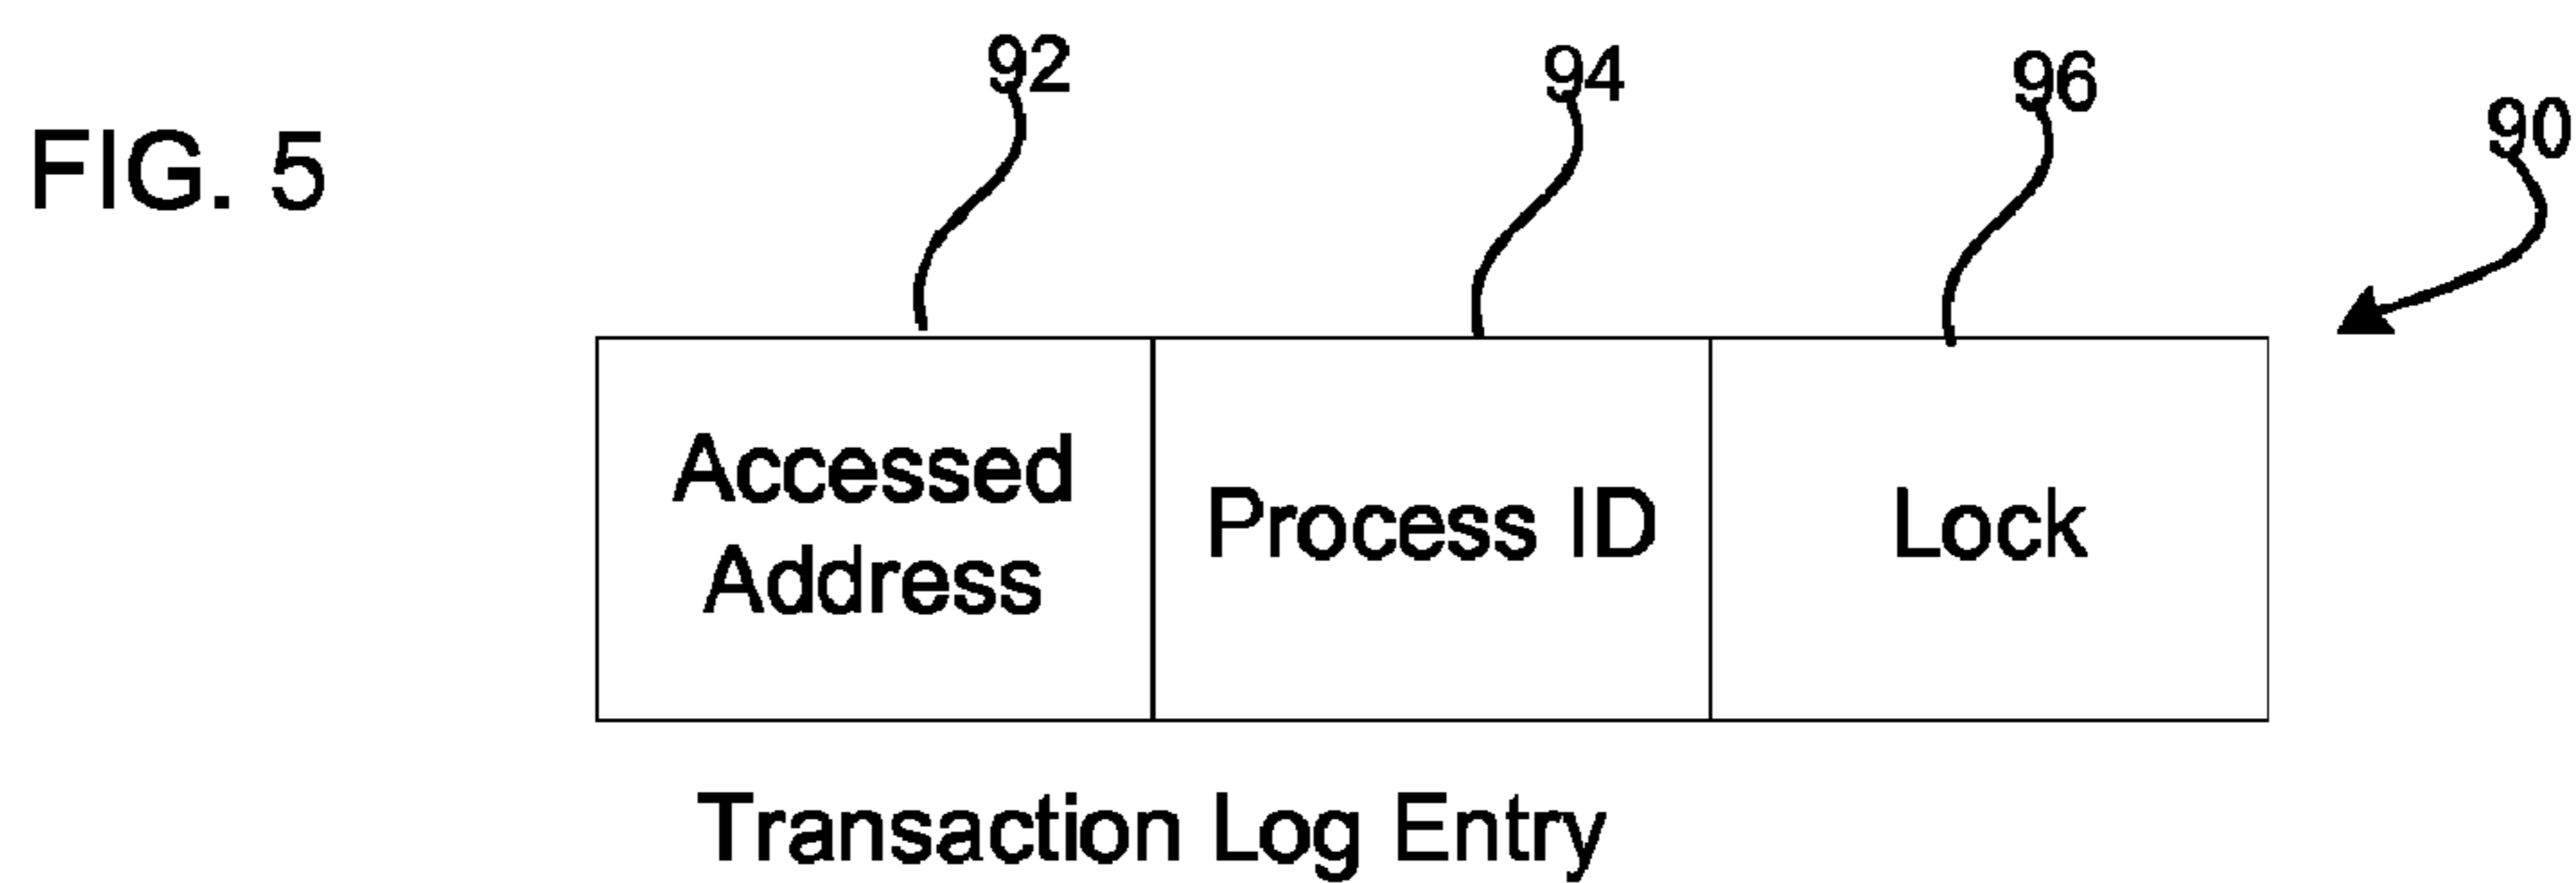 92
94
96
90
FIG. 5
Accessed
Address
Process ID
Lock
Transaction Log Entry